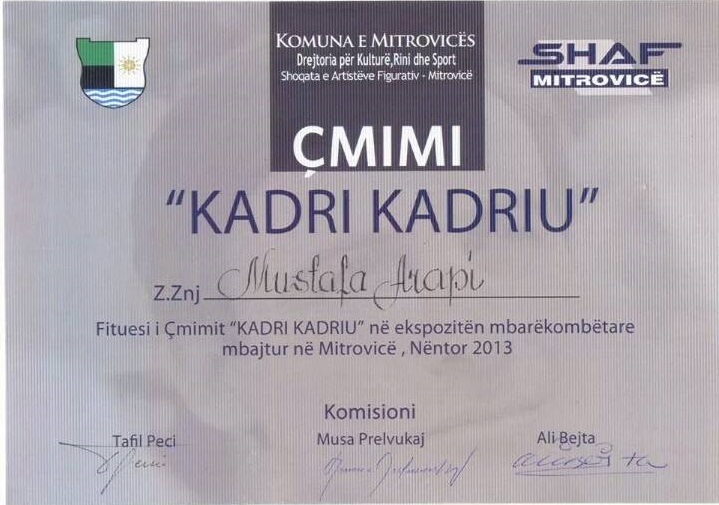 KOMUNA E MITROVICËS
Drejtoria për Kulturë,Rini dhe Sport
Shoqata e Artistëve Figurativ - Mitrovicë
SHAF
MITROVICË
ÇMIMI
"KADRI KADRIU"
Z.Znj Mustafa Arapi
Fituesi i Çmimit "KADRI KADRIU" në ekspozitën mbarëkombëtare
mbajtur në Mitrovicë , Nëntor 2013
Komisioni
Tafil Peci
Musa Prelvukaj
Ali Bejta